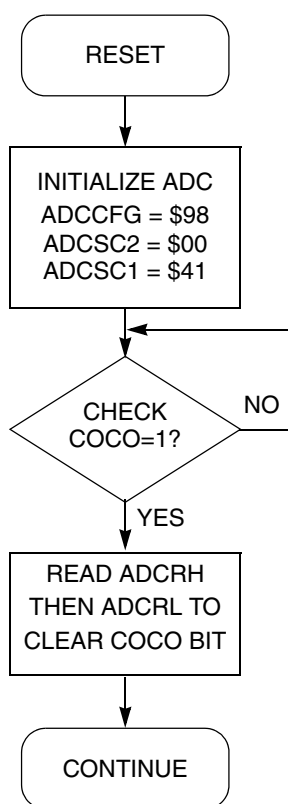 RESET
INITIALIZE ADC
ADCCFG = $98
ADCSC2 = $00
ADCSC1 = $41
CHECK
COCO=1?
NO
YES
READ ADCRH
THEN ADCRL TO
CLEAR COCO BIT
CONTINUE